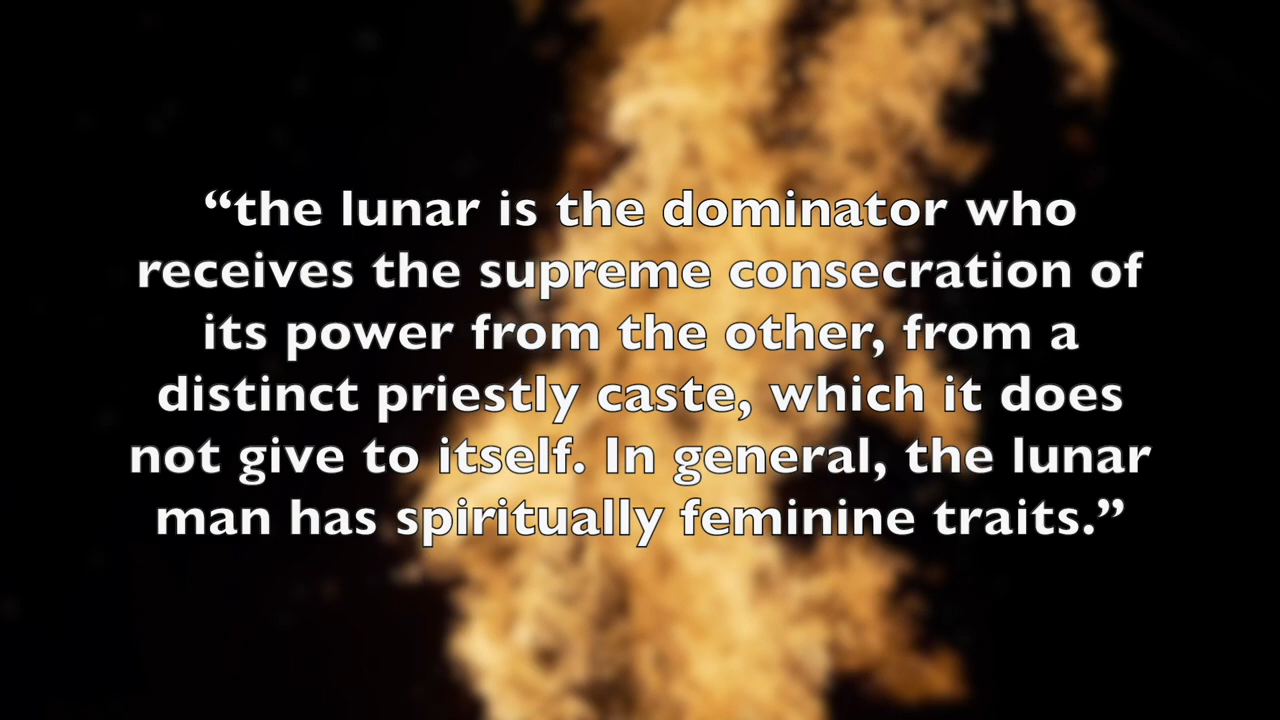 “the lunar is the dominator who
receives the supreme consecration of
its power from the other, from a
distinct priestly caste, which it does
not give to itself. In general, the lunar
man has spiritually feminine traits.”